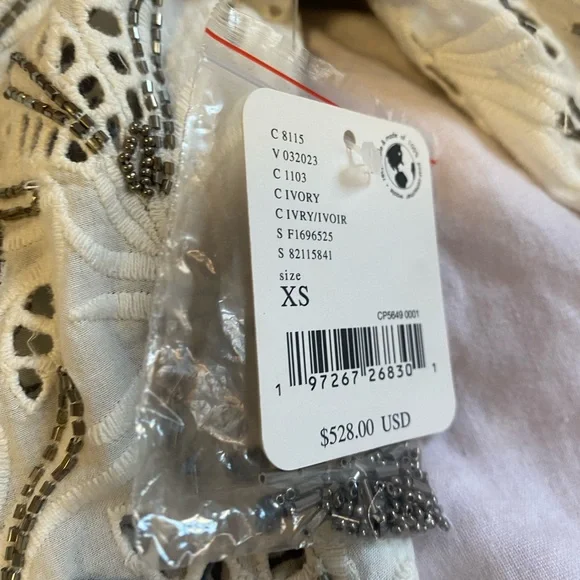 C 8115
V 032023
C 1103
C IVORY
C IVRY/IVOIR
S F1696525
S 82115841
size
XS
CP5649 0001
1 97267 26830 1
$528.00 USD